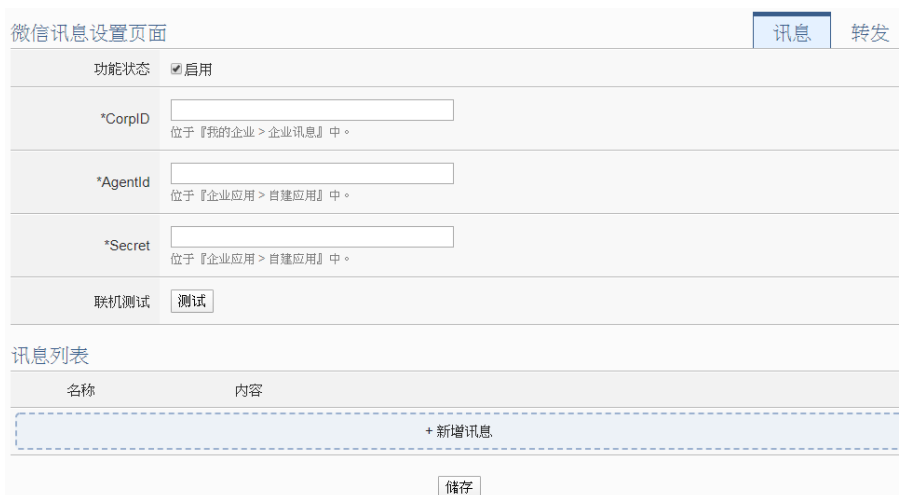 微信讯息设置页面 讯息 转发
功能状态 启用
*CorpID
位于『我的企业 > 企业讯息』中。
*AgentId
位于『企业应用 > 自建应用』中。
*Secret
位于『企业应用 > 自建应用』中。
联机测试 测试
讯息列表
名称 内容
+ 新增讯息
储存